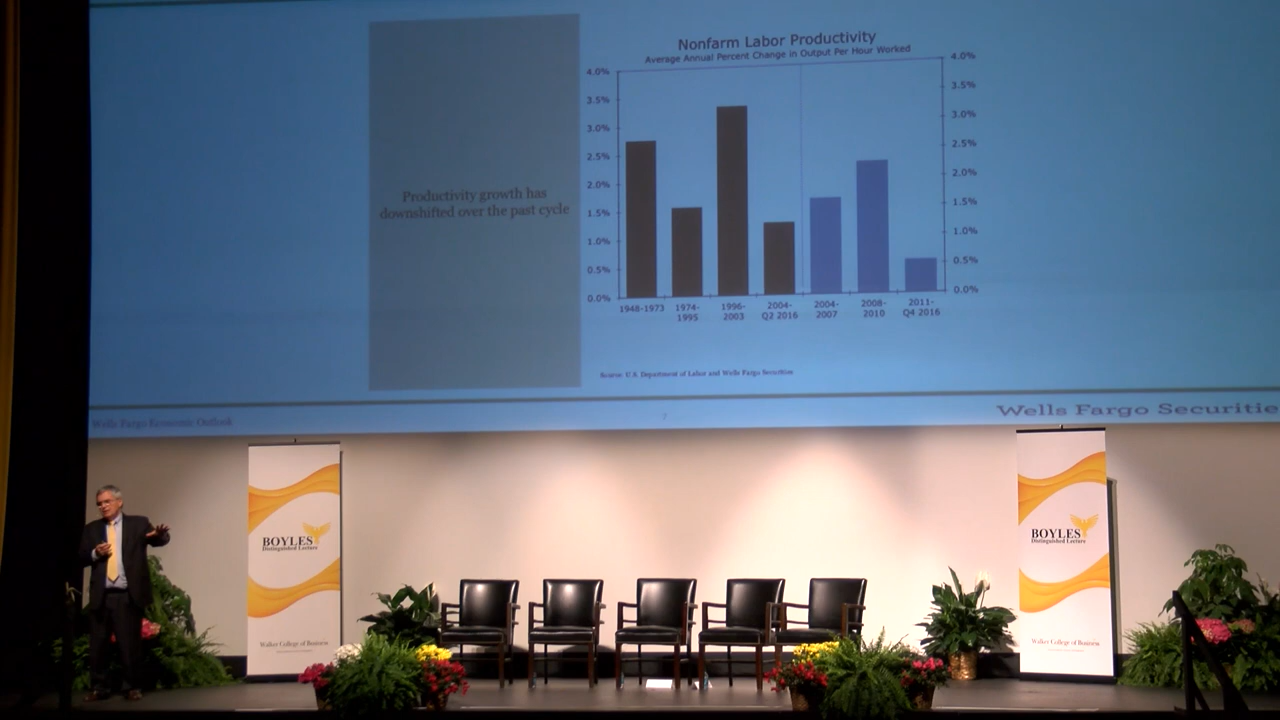 Nonfarm Labor Productivity
Average Annual Percent Change in Output Per Hour Worked
4.0%
3.5%
3.0%
2.5%
2.0%
1.5%
1.0%
0.5%
0.0%
4.0%
3.5%
3.0%
2.5%
2.0%
1.5%
1.0%
0.5%
0.0%
1948-1973
1974-
1995
1996-
2003
2004-
Q2 2016
2004-
2007
2008-
2010
2011-
Q4 2016
Productivity growth has
downshifted over the past cycle
Source: U.S. Department of Labor and Wells Fargo Securities
Wells Fargo Economic Outlook
7
Wells Fargo Securitie
BOYLES
Distinguished Lecture
Walker College of Business
BOYLES
Distinguished Lecture
Walker College of Business